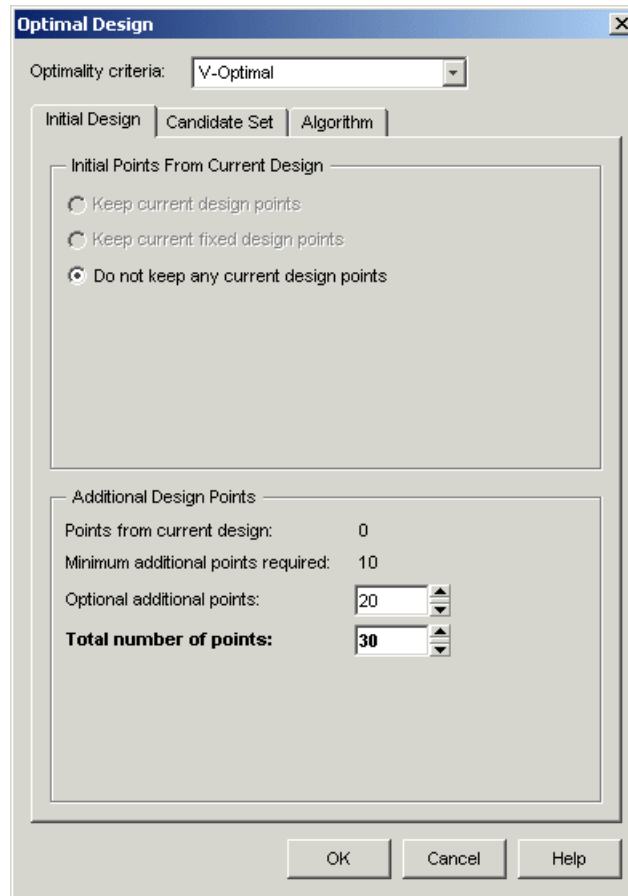 Optimal Design
Optimality criteria: V-Optimal
Initial Design Candidate Set Algorithm
Initial Points From Current Design
Keep current design points
Keep current fixed design points
Do not keep any current design points
Additional Design Points
Points from current design: 0
Minimum additional points required: 10
Optional additional points: 20
Total number of points: 30
OK Cancel Help